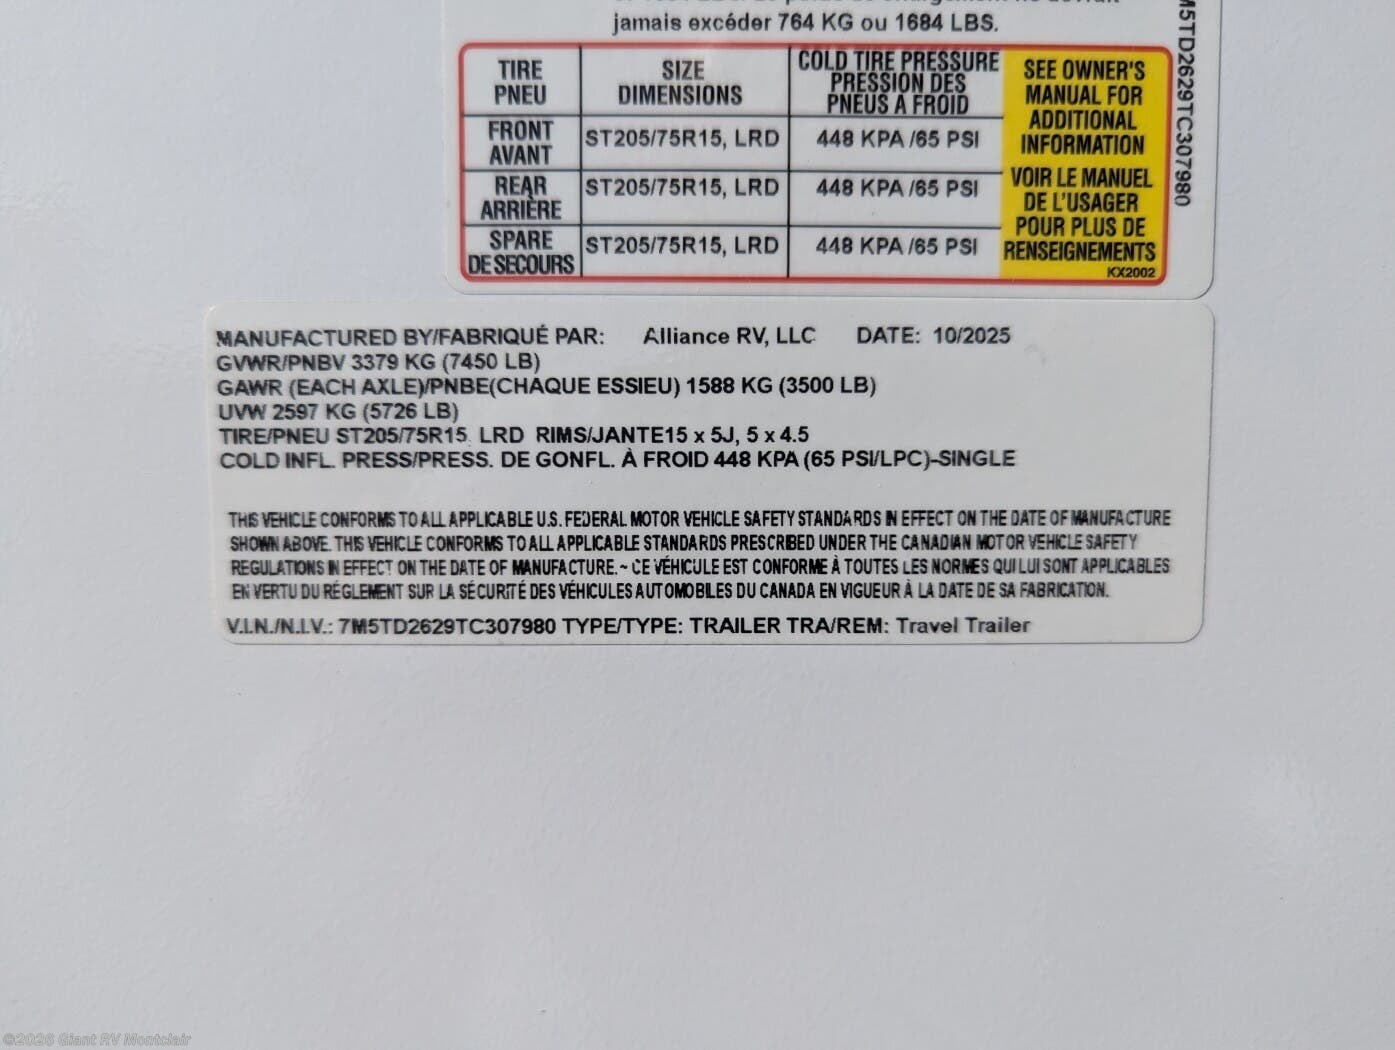 jamais excéder 764 KG ou 1684 LBS.
TIRE PNEU SIZE DIMENSIONS COLD TIRE PRESSURE PRESSION DES PNEUS A FROID
FRONT AVANT ST205/75R15, LRD 448 KPA /65 PSI
REAR ARRIÈRE ST205/75R15, LRD 448 KPA /65 PSI
SPARE DE SECOURS ST205/75R15, LRD 448 KPA /65 PSI
SEE OWNER'S
MANUAL FOR
ADDITIONAL
INFORMATION
VOIR LE MANUEL
DE L'USAGER
POUR PLUS DE
RENSEIGNEMENTS
KX2002
M5TD2629TC307980
MANUFACTURED BY/FABRIQUÉ PAR: Alliance RV, LLC DATE: 10/2025
GVWR/PNBV 3379 KG (7450 LB)
GAWR (EACH AXLE)/PNBE(CHAQUE ESSIEU) 1588 KG (3500 LB)
UVW 2597 KG (5726 LB)
TIRE/PNEU ST205/75R15 LRD RIMS/JANTE15 x 5J, 5 x 4.5
COLD INFL. PRESS/PRESS. DE GONFL. À FROID 448 KPA (65 PSI/LPC)-SINGLE
THIS VEHICLE CONFORMS TO ALL APPLICABLE U.S. FEDERAL MOTOR VEHICLE SAFETY STANDARDS IN EFFECT ON THE DATE OF MANUFACTURE
SHOWN ABOVE. THIS VEHICLE CONFORMS TO ALL APPLICABLE STANDARDS PRESCRIBED UNDER THE CANADIAN MOTOR VEHICLE SAFETY
REGULATIONS IN EFFECT ON THE DATE OF MANUFACTURE. ~ CE VÉHICULE EST CONFORME À TOUTES LES NORMES QUI LUI SONT APPLICABLES
EN VERTU DU RÉGLEMENT SUR LA SÉCURITÉ DES VÉHICULES AUTOMOBILES DU CANADA EN VIGUEUR À LA DATE DE SA FABRICATION.
V.I.N./N.I.V.: 7M5TD2629TC307980 TYPE/TYPE: TRAILER TRA/REM: Travel Trailer
©2026 Giant RV Montclair